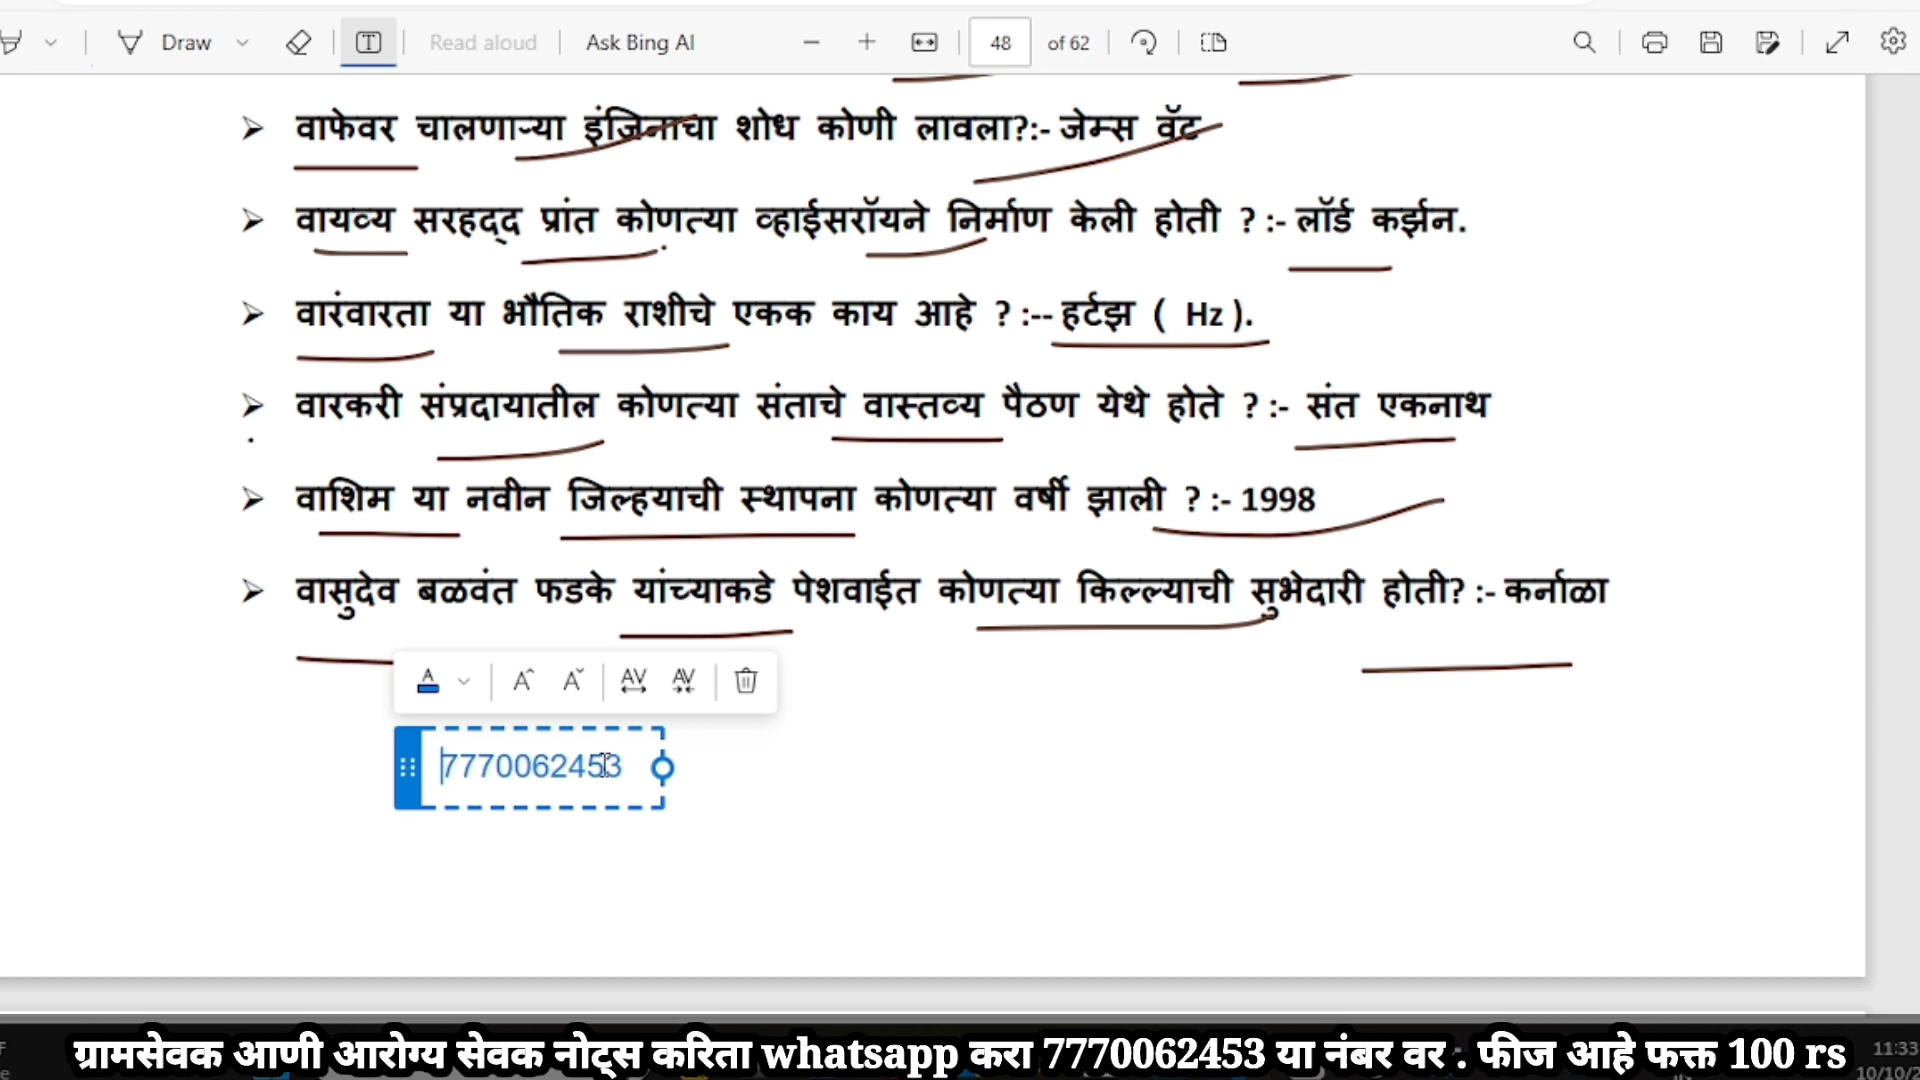 Draw Read aloud Ask Bing AI 48 of 62
➢ वाफेवर चालणाऱ्या इंजिनाचा शोध कोणी लावला?:- जेम्स वॅट
➢ वायव्य सरहद्द प्रांत कोणत्या व्हाईसरॉयने निर्माण केली होती ? :- लॉर्ड कर्झन.
➢ वारंवारता या भौतिक राशीचे एकक काय आहे ? :-- हर्टझ ( Hz ).
➢ वारकरी संप्रदायातील कोणत्या संताचे वास्तव्य पैठण येथे होते ? :- संत एकनाथ
.
➢ वाशिम या नवीन जिल्हयाची स्थापना कोणत्या वर्षी झाली ? :- 1998
➢ वासुदेव बळवंत फडके यांच्याकडे पेशवाईत कोणत्या किल्ल्याची सुभेदारी होती? :- कर्नाळा
7770062453
ग्रामसेवक आणी आरोग्य सेवक नोट्स करिता whatsapp करा 7770062453 या नंबर वर . फीज आहे फक्त 100 rs
11:33